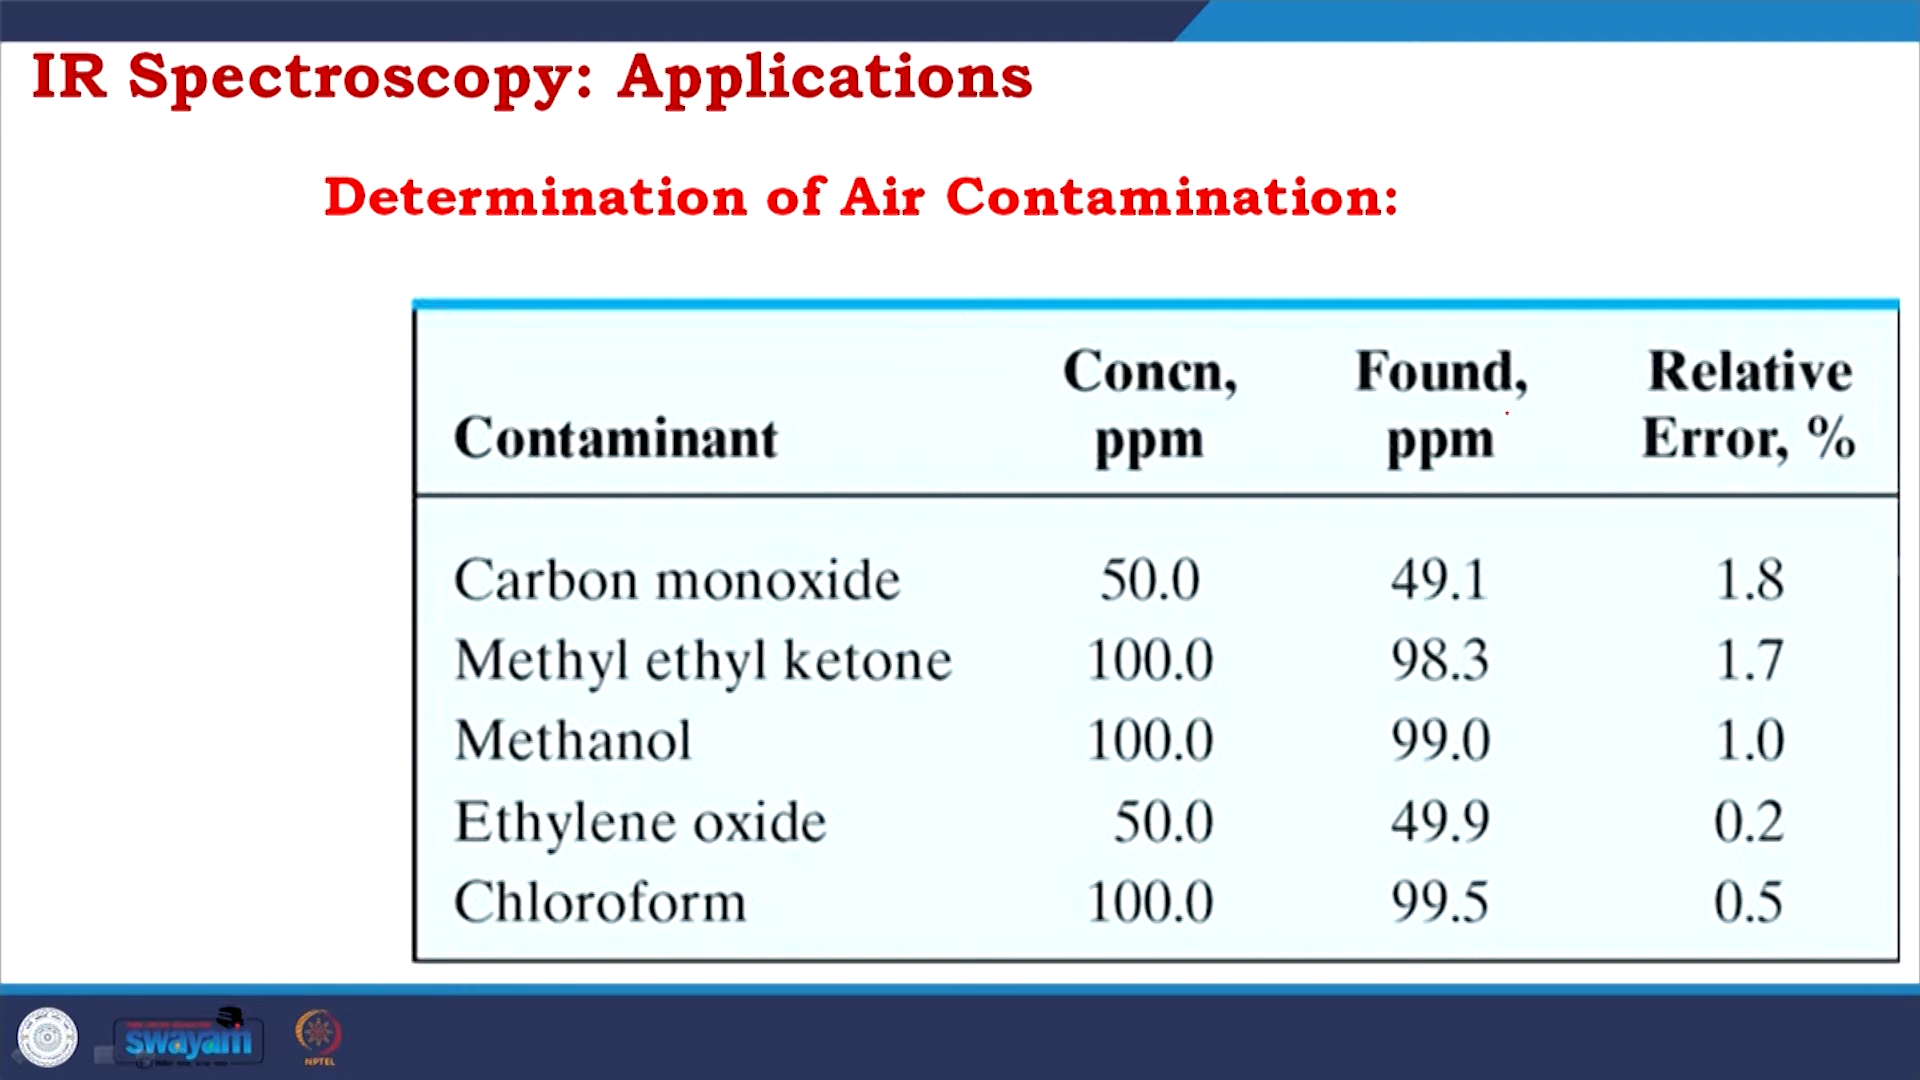 IR Spectroscopy: Applications
Determination of Air Contamination:
Contaminant Concn, ppm Found, ppm Relative Error, %
Carbon monoxide 50.0 49.1 1.8
Methyl ethyl ketone 100.0 98.3 1.7
Methanol 100.0 99.0 1.0
Ethylene oxide 50.0 49.9 0.2
Chloroform 100.0 99.5 0.5
swayam
NPTEL